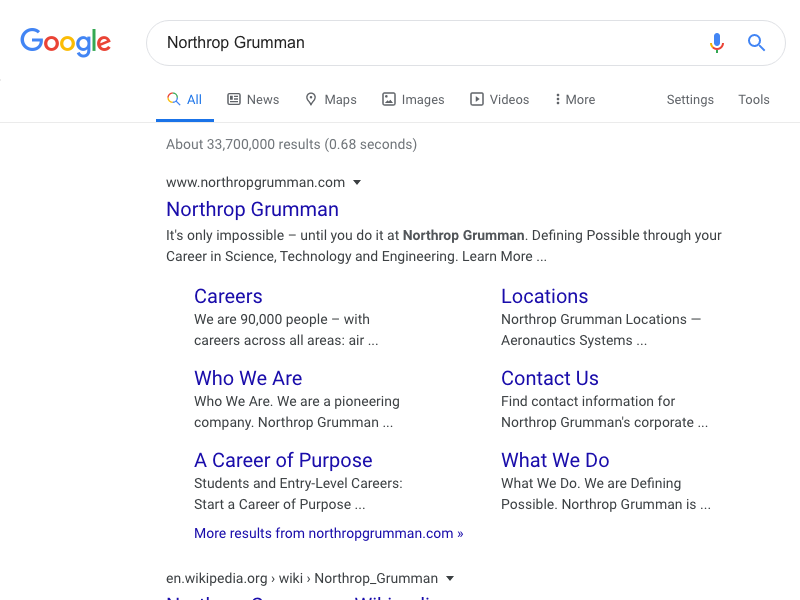 Google
Northrop Grumman
All News Maps Images Videos More Settings Tools
About 33,700,000 results (0.68 seconds)
www.northropgrumman.com
Northrop Grumman
It's only impossible – until you do it at Northrop Grumman. Defining Possible through your
Career in Science, Technology and Engineering. Learn More ...
Careers
We are 90,000 people – with
careers across all areas: air ...
Locations
Northrop Grumman Locations —
Aeronautics Systems ...
Who We Are
Who We Are. We are a pioneering
company. Northrop Grumman ...
Contact Us
Find contact information for
Northrop Grumman's corporate ...
A Career of Purpose
Students and Entry-Level Careers:
Start a Career of Purpose ...
What We Do
What We Do. We are Defining
Possible. Northrop Grumman is ...
More results from northropgrumman.com »
en.wikipedia.org › wiki › Northrop_Grumman